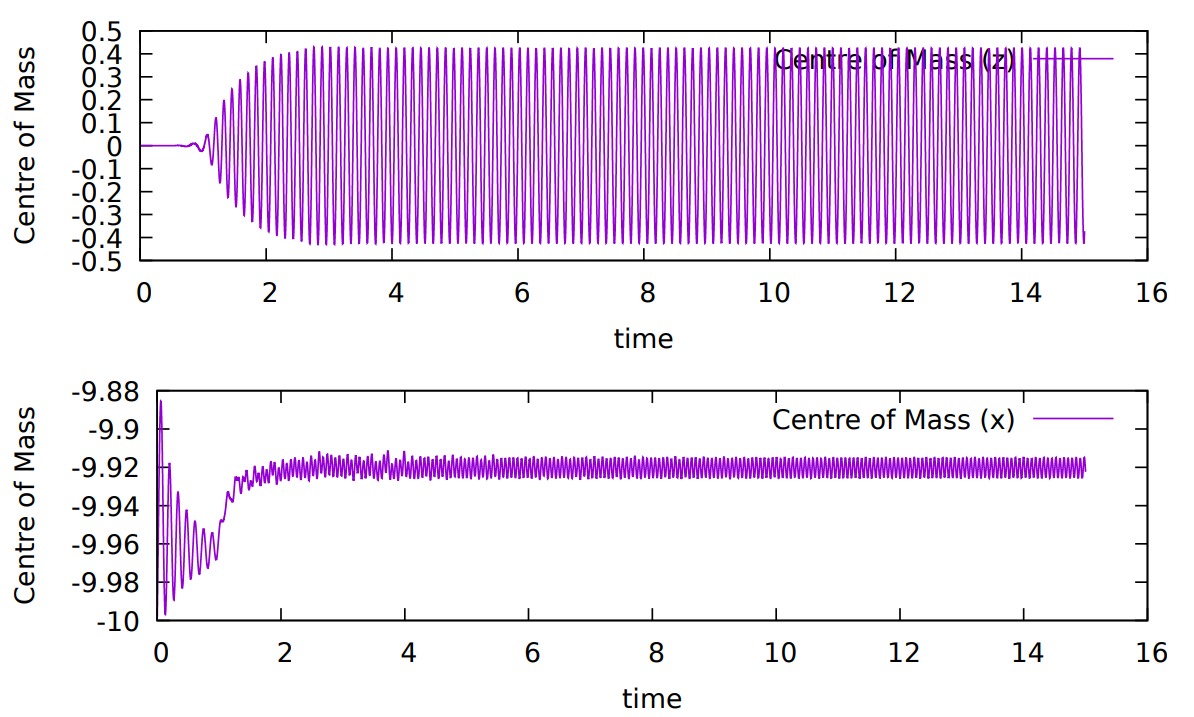 0.5
0.4
0.3
0.2
0.1
0
-0.1
-0.2
-0.3
-0.4
-0.5
Centre of Mass
Centre of Mass (z)
0 2 4 6 8 10 12 14 16
time
-9.88
-9.9
-9.92
-9.94
-9.96
-9.98
-10
Centre of Mass
Centre of Mass (x)
0 2 4 6 8 10 12 14 16
time